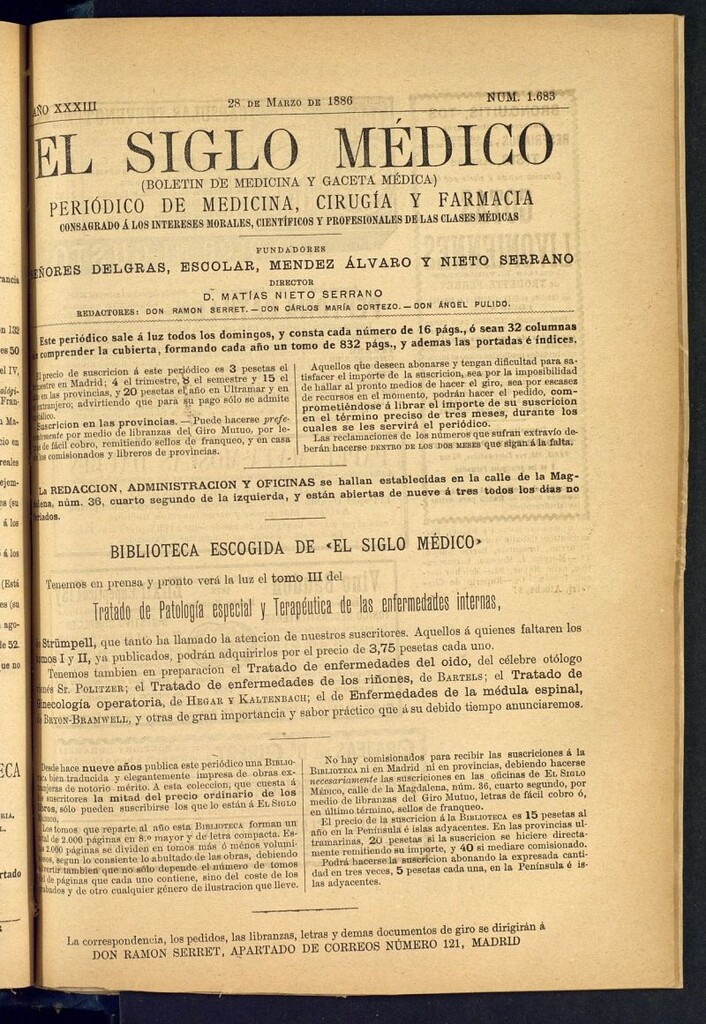 AÑO XXXIII
28 DE MARZO DE 1886
NUM. 1.683
EL SIGLO MÉDICO
(BOLETIN DE MEDICINA Y GACETA MÉDICA)
PERIÓDICO DE MEDICINA, CIRUGÍA Y FARMACIA
CONSAGRADO Á LOS INTERESES MORALES, CIENTÍFICOS Y PROFESIONALES DE LAS CLASES MÉDICAS
FUNDADORES
EÑORES DELGRAS, ESCOLAR, MENDEZ ÁLVARO Y NIETO SERRANO
DIRECTOR
D. MATÍAS NIETO SERRANO
REDACTORES: DON RAMON SERRET.—DON CÁRLOS MARÍA CORTEZO.—DON ÁNGEL PULIDO.
Este periódico sale á luz todos los domingos, y consta cada número de 16 págs., ó sean 32 columnas
comprender la cubierta, formando cada año un tomo de 832 págs., y ademas las portadas é índices.
El precio de suscricion á este periódico es 3 pesetas el
mestre en Madrid; 4 el trimestre, 8 el semestre y 15 el
en las provincias, y 20 pesetas el año en Ultramar y en
extranjero; advirtiendo que para su pago sólo se admite
tálico.
Suscricion en las provincias.—Puede hacerse prefe-
entemente por medio de libranzas del Giro Mutuo, por le-
s de fácil cobro, remitiendo sellos de franqueo, y en casa
los comisionados y libreros de provincias.
Aquellos que deseen abonarse y tengan dificultad para sa-
tisfacer el importe de la suscricion, sea por la imposibilidad
de hallar al pronto medios de hacer el giro, sea por escasez
de recursos en el momento, podrán hacer el pedido, com-
prometiéndose á librar el importe de su suscricion
en el término preciso de tres meses, durante los
cuales se les servirá el periódico.
Las reclamaciones de los números que sufran extravío de-
berán hacerse DENTRO DE LOS DOS MESES que sigan á la falta.
La REDACCION, ADMINISTRACION Y OFICINAS se hallan establecidas en la calle de la Mag-
lena, núm. 36, cuarto segundo de la izquierda, y están abiertas de nueve á tres todos los días no
riados.
BIBLIOTECA ESCOGIDA DE «EL SIGLO MÉDICO»
Tenemos en prensa y pronto verá la luz el tomo III del
Tratado de Patología especial y Terapéutica de las enfermedades internas,
Strümpell, que tanto ha llamado la atencion de nuestros suscritores. Aquellos á quienes faltaren los
omos I y II, ya publicados, podrán adquirirlos por el precio de 3,75 pesetas cada uno.
Tenemos tambien en preparacion el Tratado de enfermedades del oido, del célebre otólogo
enés Sr. POLITZER; el Tratado de enfermedades de los riñones, de BARTELS; el Tratado de
Ginecología operatoria, de HEGAR Y KALTENBACH; el de Enfermedades de la médula espinal,
BRYON-BRAMWELL, y otras de gran importancia y sabor práctico que á su debido tiempo anunciaremos.
Desde hace nueve años publica este periódico una BIBLIO-
CA bien traducida y elegantemente impresa de obras ex-
njeras de notorio mérito. A esta coleccion, que cuesta á
suscritores la mitad del precio ordinario de los
bros, sólo pueden suscribirse los que lo están á EL SIGLO
ÉDICO.
Los tomos que reparte al año esta BIBLIOTECA forman un
tal de 2.000 páginas en 8.º mayor y de letra compacta. Es-
2.000 páginas se dividen en tomos más ó ménos volumi-
osos, segun lo consiente lo abultado de las obras, debiendo
vertir tambien que no sólo depende el número de tomos
de páginas que cada uno contiene, sino del coste de los
abados y de otro cualquier género de ilustracion que lleve.
No hay comisionados para recibir las suscriciones á la
BIBLIOTECA ni en Madrid ni en provincias, debiendo hacerse
necesariamente las suscriciones en las oficinas de EL SIGLO
MÉDICO, calle de la Magdalena, núm. 36, cuarto segundo, por
medio de libranzas del Giro Mutuo, letras de fácil cobro ó,
en último término, sellos de franqueo.
El precio de la suscricion á la BIBLIOTECA es 15 pesetas al
año en la Península é islas adyacentes. En las provincias ul-
tramarinas, 20 pesetas si la suscricion se hiciere directa-
mente remitiendo su importe, y 40 si mediare comisionado.
Podrá hacerse la suscricion abonando la expresada canti-
dad en tres veces, 5 pesetas cada una, en la Península é is-
las adyacentes.
La correspondencia, los pedidos, las libranzas, letras y demas documentos de giro se dirigirán á
DON RAMON SERRET, APARTADO DE CORREOS NÚMERO 121, MADRID